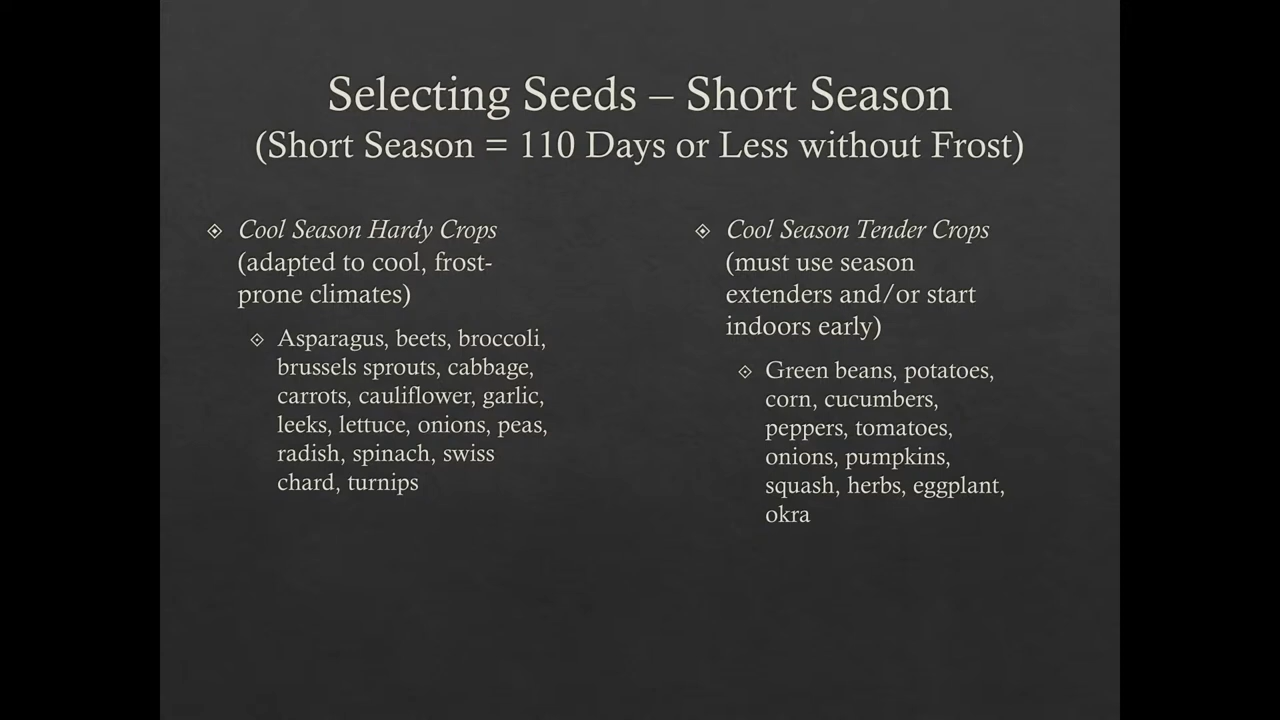 Selecting Seeds – Short Season
(Short Season = 110 Days or Less without Frost)
Cool Season Hardy Crops
(adapted to cool, frost-
prone climates)
Asparagus, beets, broccoli,
brussels sprouts, cabbage,
carrots, cauliflower, garlic,
leeks, lettuce, onions, peas,
radish, spinach, swiss
chard, turnips
Cool Season Tender Crops
(must use season
extenders and/or start
indoors early)
Green beans, potatoes,
corn, cucumbers,
peppers, tomatoes,
onions, pumpkins,
squash, herbs, eggplant,
okra